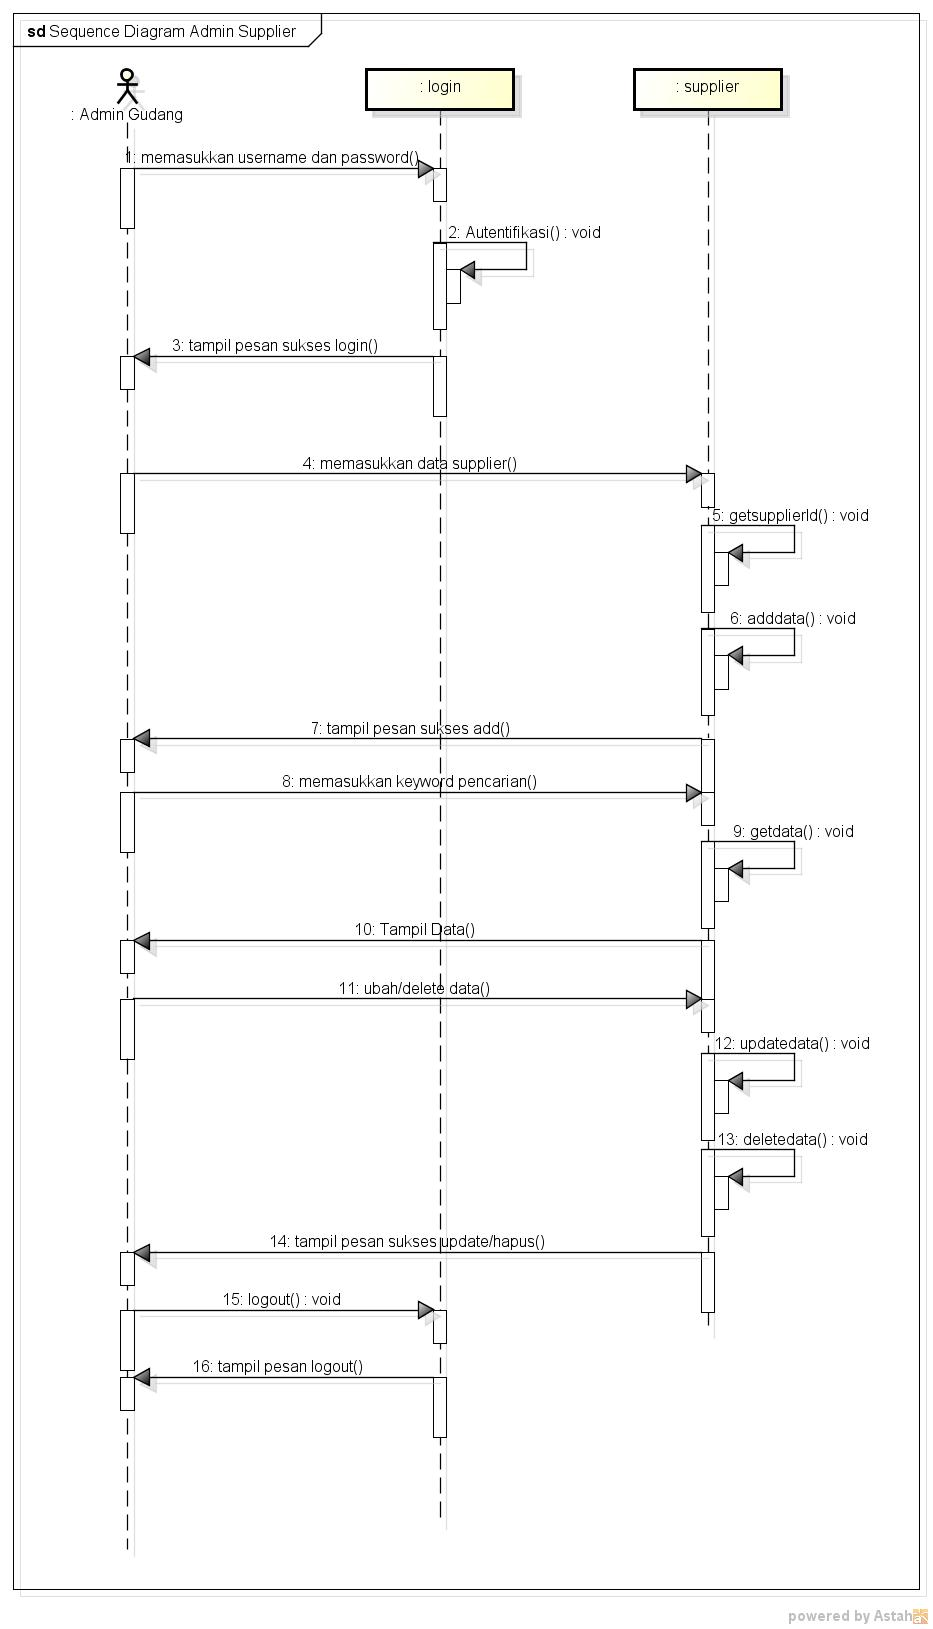 sd Sequence Diagram Admin Supplier
: Admin Gudang
: login
: supplier
1: memasukkan username dan password()
2: Autentifikasi() : void
3: tampil pesan sukses login()
4: memasukkan data supplier()
5: getsupplierId() : void
6: adddata() : void
7: tampil pesan sukses add()
8: memasukkan keyword pencarian()
9: getdata() : void
10: Tampil Data()
11: ubah/delete data()
12: updatedata() : void
13: deletedata() : void
14: tampil pesan sukses update/hapus()
15: logout() : void
16: tampil pesan logout()
powered by Astah